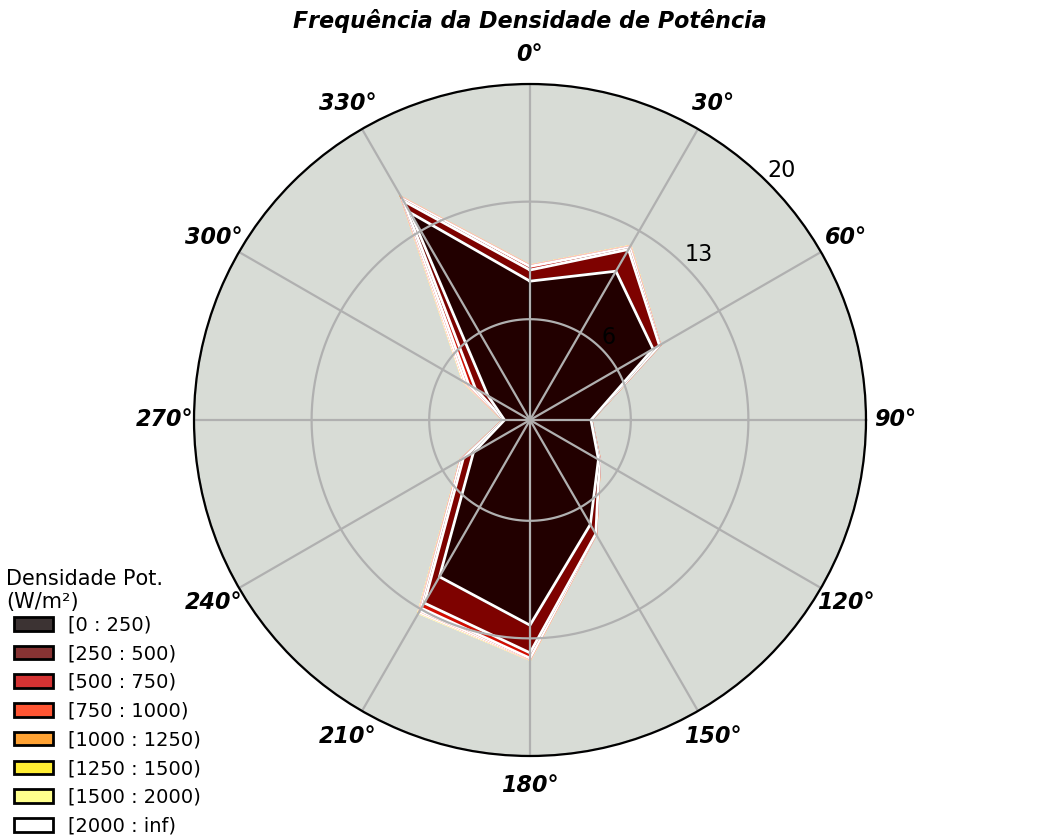 Frequência da Densidade de Potência
0°
330°
30°
20
300°
60°
13
6
270°
90°
240°
120°
210°
150°
180°
Densidade Pot.
(W/m²)
[0 : 250)
[250 : 500)
[500 : 750)
[750 : 1000)
[1000 : 1250)
[1250 : 1500)
[1500 : 2000)
[2000 : inf)